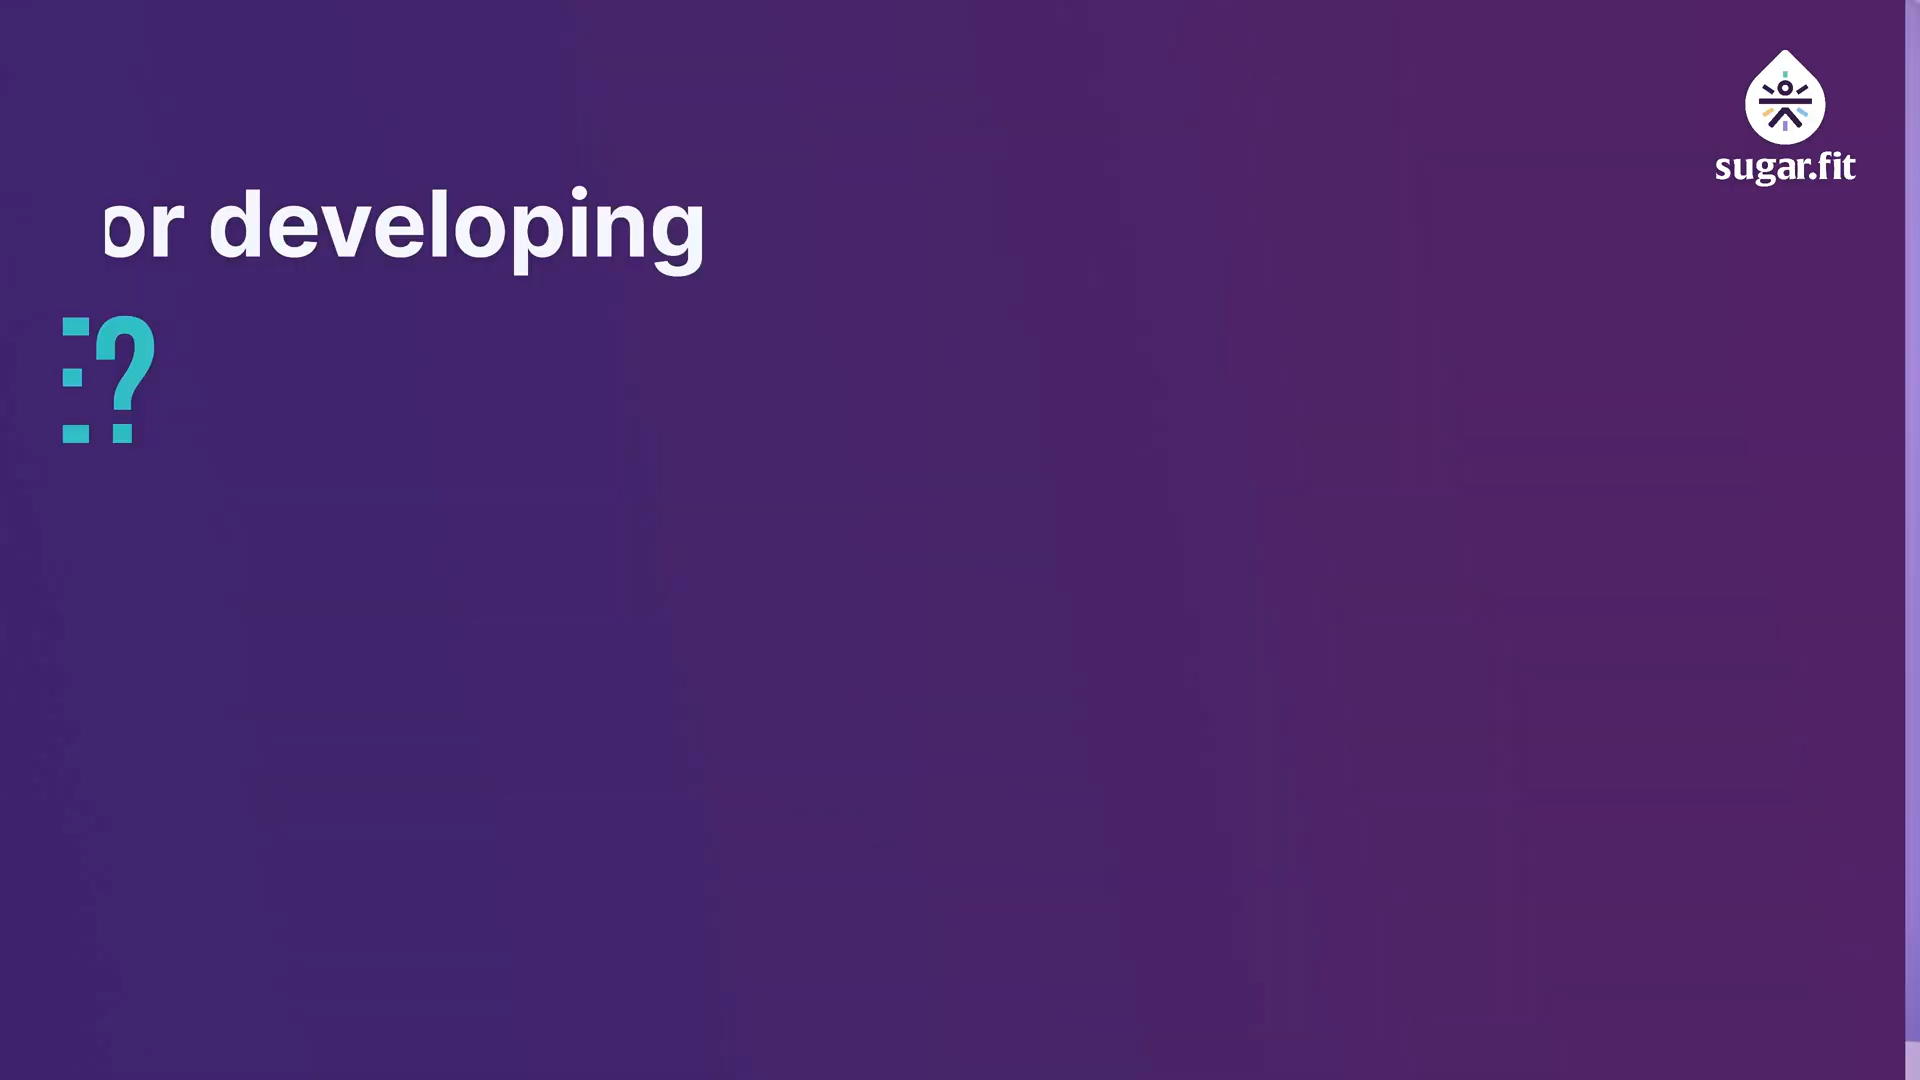 or developing
?
sugar.fit